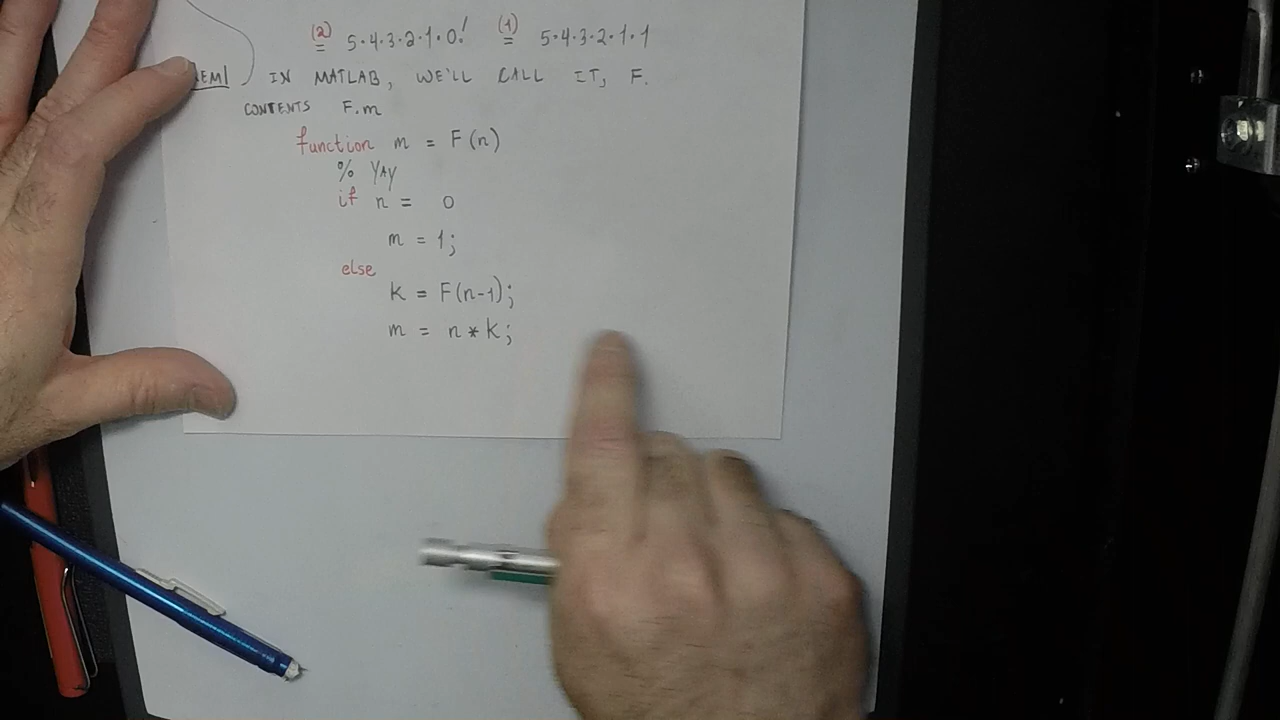 (2) = 5·4·3·2·1·0! (1) = 5·4·3·2·1·1
IN MATLAB, WE'LL CALL IT, F.
CONTENTS F.m
function m = F(n)
% YAY
if n = 0
m = 1;
else
k = F(n-1);
m = n * k;